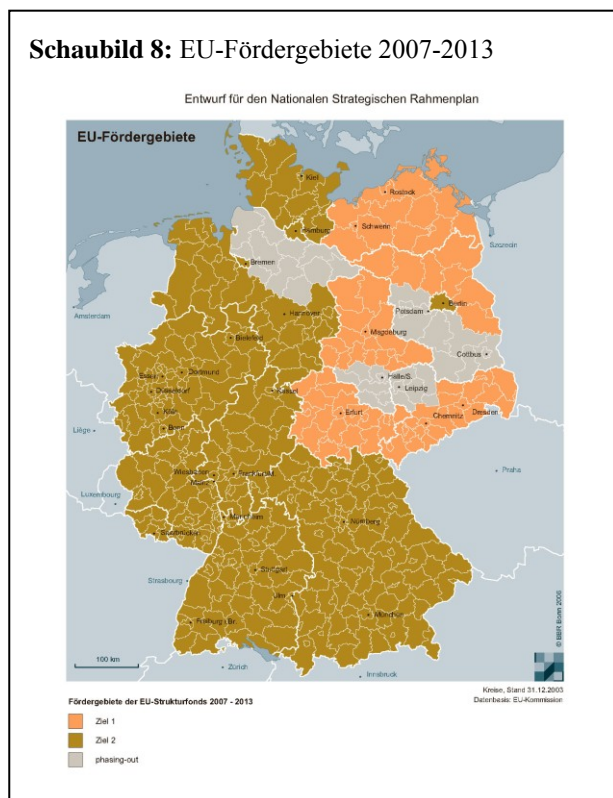 Schaubild 8: EU-Fördergebiete 2007-2013
Entwurf für den Nationalen Strategischen Rahmenplan
EU-Fördergebiete
Kiel
Rostock
Schwerin
Hamburg
Szczecin
Bremen
Berlin
Potsdam
Amsterdam
Hannover
Magdeburg
Bielefeld
Cottbus
Essen
Dortmund
Halle/S.
Düsseldorf
Kassel
Leipzig
Köln
Erfurt
Dresden
Chemnitz
Bonn
Liège
Wiesbaden
Frankfurt/M
Praha
Mainz
Luxembourg
Mannheim
Nürnberg
Saarbrücken
Stuttgart
Strasbourg
Ulm
Freiburg i.Br.
München
© BBR Bonn 2006
100 km
Zürich
Innsbruck
Kreise, Stand 31.12.2003
Datenbasis: EU-Kommission
Fördergebiete der EU-Strukturfonds 2007 - 2013
Ziel 1
Ziel 2
phasing-out